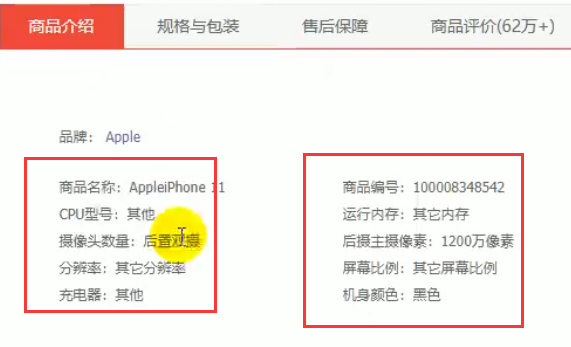 商品介绍 规格与包装 售后保障 商品评价(62万+)
品牌： Apple
商品名称：AppleiPhone 11 商品编号：100008348542
CPU型号：其他 运行内存：其它内存
摄像头数量：后置双摄 后摄主摄像素：1200万像素
分辨率：其它分辨率 屏幕比例：其它屏幕比例
充电器：其他 机身颜色：黑色